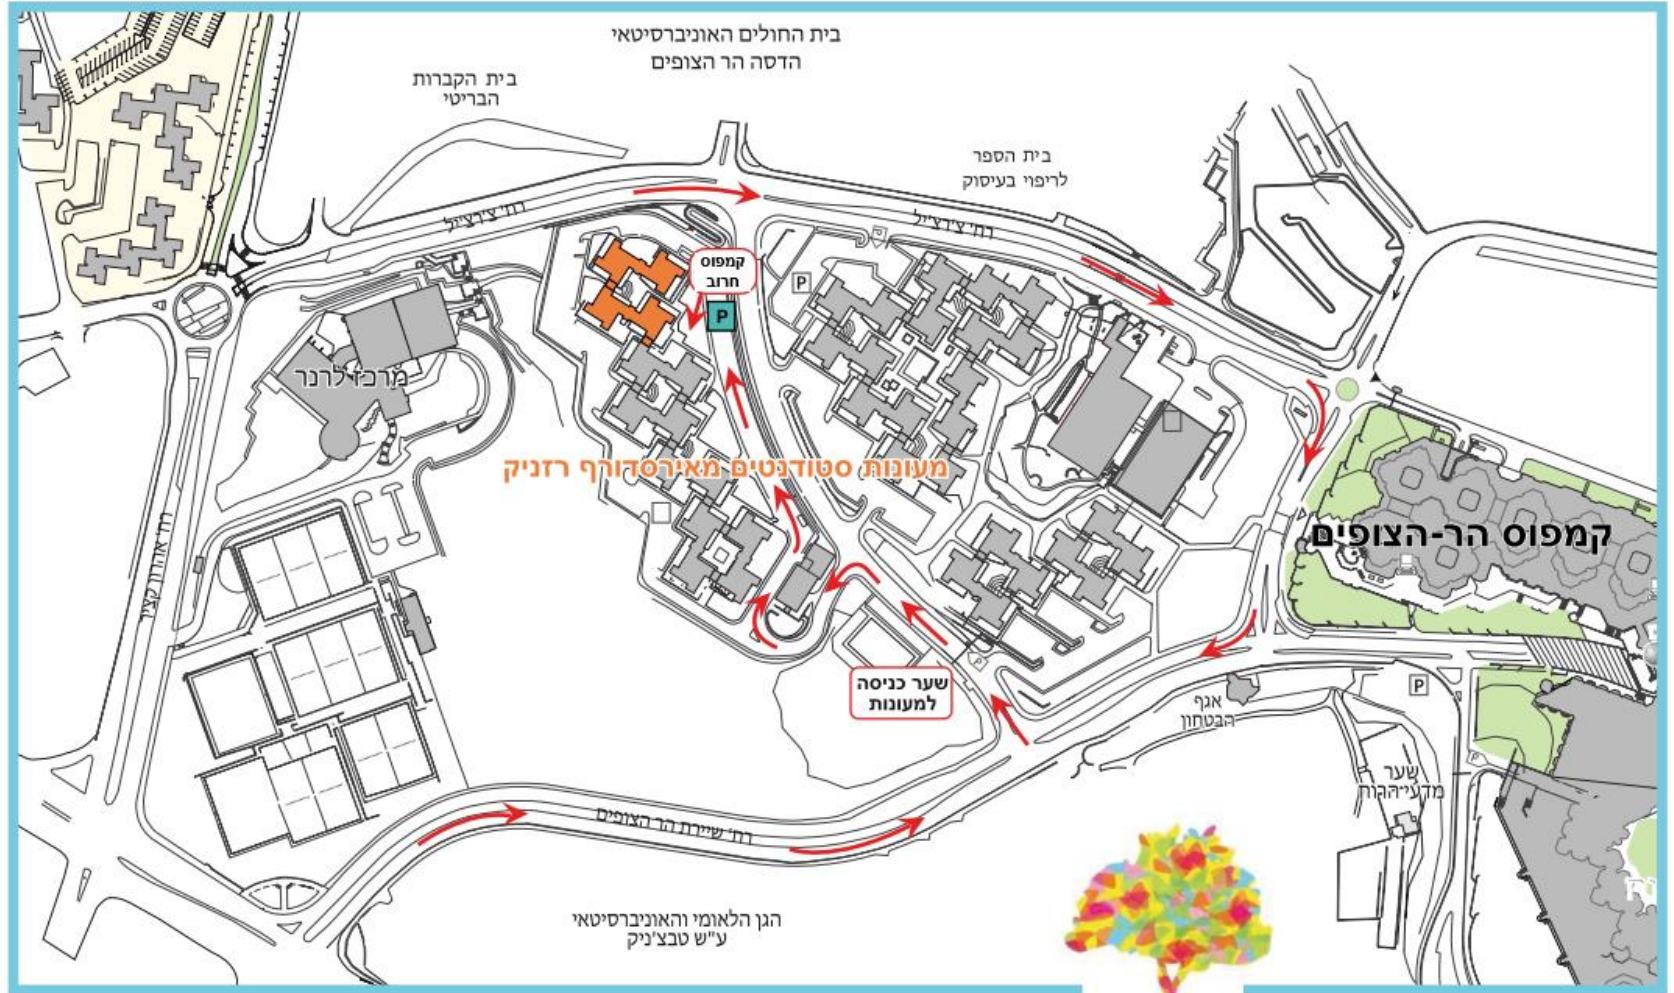 בית החולים האוניברסיטאי
הדסה הר הצופים
בית הקברות
הבריטי
בית הספר
לריפוי בעיסוק
רח' צ'רצ'יל
רח' צ'רצ'יל
קמפוס
חרוב
P
P
מרכז לרנר
מעונות סטודנטים מאירסדורף רזניק
קמפוס הר-הצופים
רח' אהרון קציר
שער כניסה
למעונות
P
אגף
הבטחון
P
P
שער
מדעי-הרוח
רח' שיירת הר הצופים
הגן הלאומי והאוניברסיטאי
ע"ש טבצ'ניק